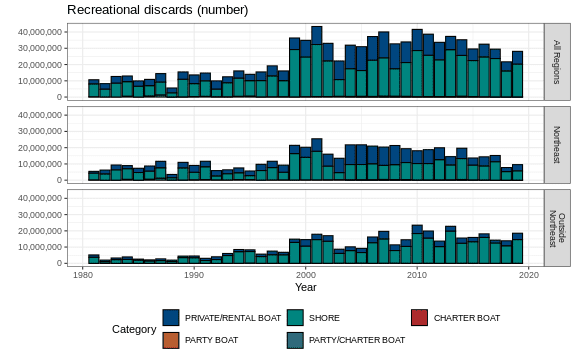 Recreational discards (number)
40,000,000
30,000,000
20,000,000
10,000,000
0
All Regions
40,000,000
30,000,000
20,000,000
10,000,000
0
Northeast
40,000,000
30,000,000
20,000,000
10,000,000
0
Outside
Northeast
1980
1990
2000
2010
2020
Year
Category
PRIVATE/RENTAL BOAT
SHORE
CHARTER BOAT
PARTY BOAT
PARTY/CHARTER BOAT